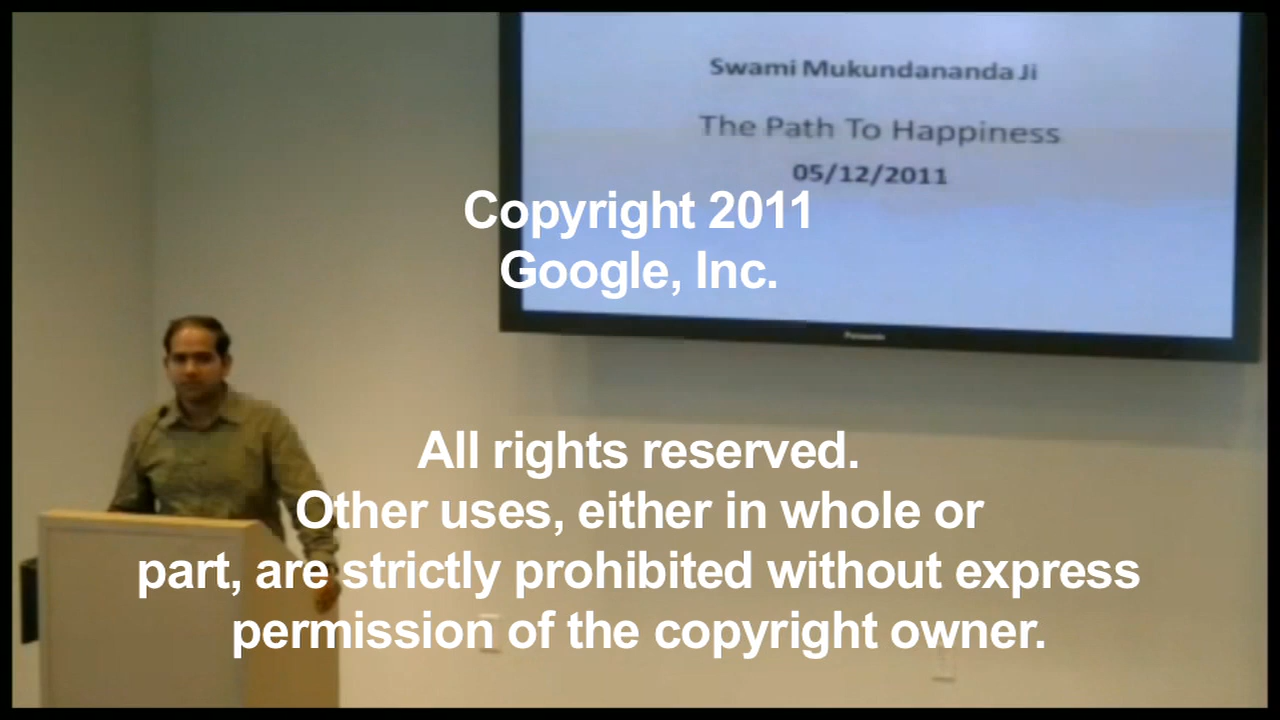 Swami Mukundananda Ji
The Path To Happiness
05/12/2011
Copyright 2011
Google, Inc.
Panasonic
All rights reserved.
Other uses, either in whole or
part, are strictly prohibited without express
permission of the copyright owner.